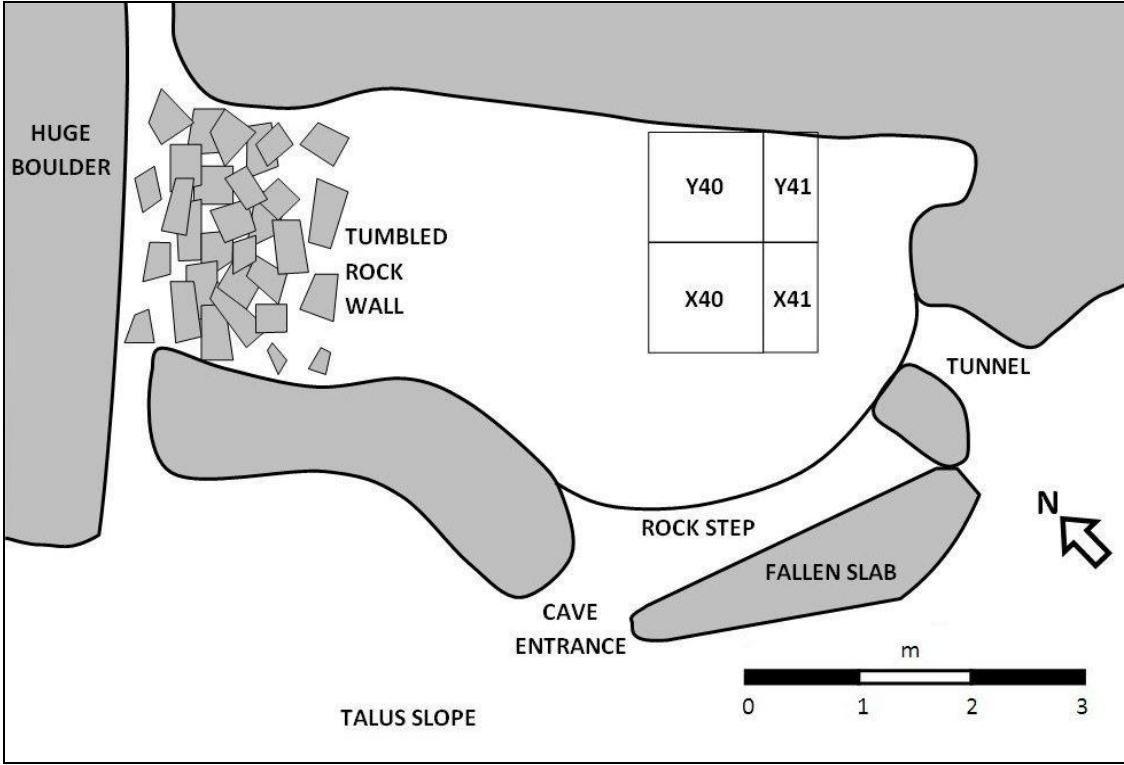 HUGE
BOULDER
TUMBLED
ROCK
WALL
Y40
Y41
X40
X41
TUNNEL
N
ROCK STEP
FALLEN SLAB
CAVE
ENTRANCE
TALUS SLOPE
m
0 1 2 3